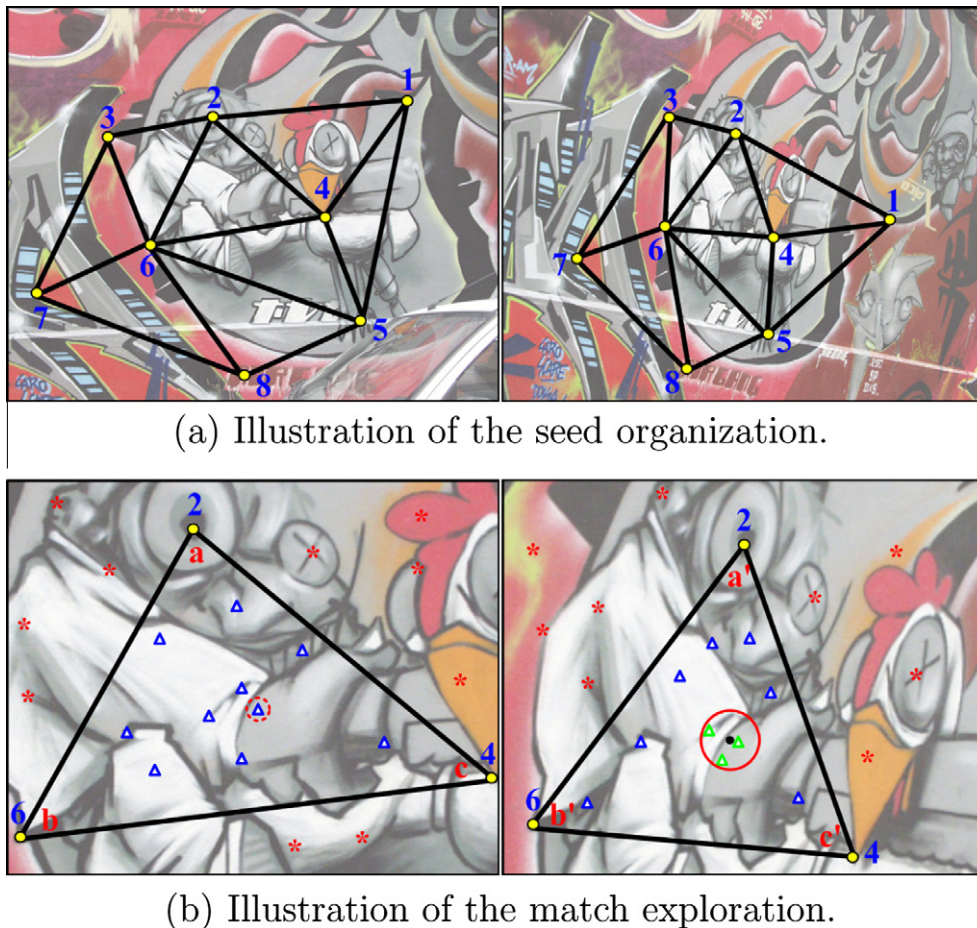 1
2
3
4
6
7
5
8
3
2
1
6
4
7
5
8
(a) Illustration of the seed organization.
2
a
4
c
6 b
2
a'
6
b'
c'
4
(b) Illustration of the match exploration.